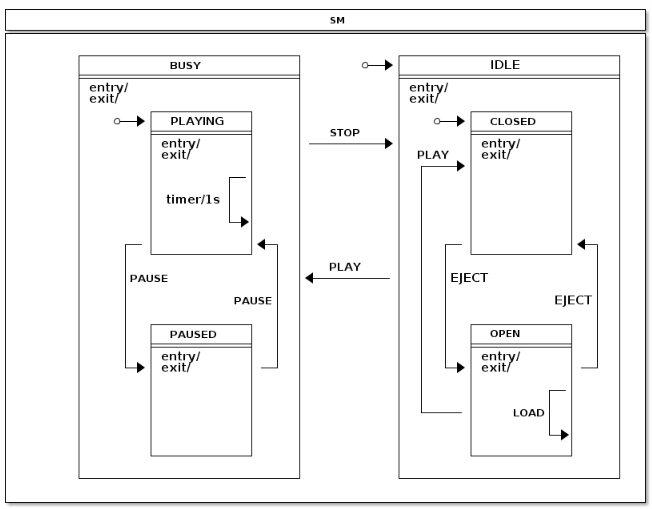 SM
BUSY
entry/
exit/
PLAYING
entry/
exit/
timer/1s
PAUSE
PAUSE
PAUSED
entry/
exit/
STOP
PLAY
IDLE
entry/
exit/
CLOSED
entry/
exit/
PLAY
EJECT
EJECT
OPEN
entry/
exit/
LOAD